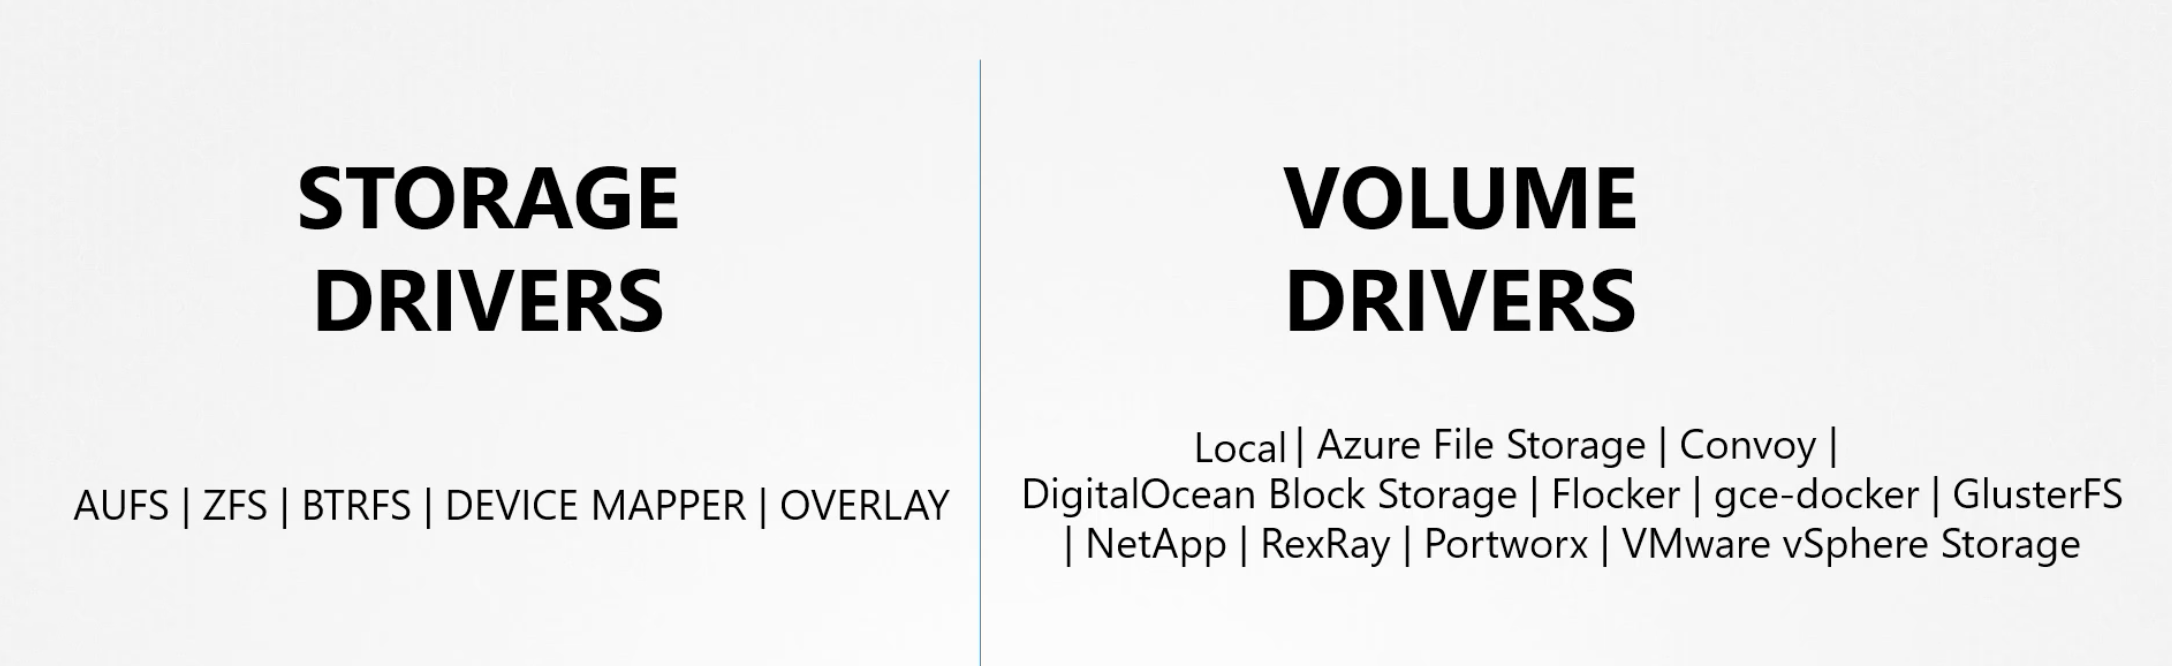 STORAGE
DRIVERS
AUFS | ZFS | BTRFS | DEVICE MAPPER | OVERLAY
VOLUME
DRIVERS
Local | Azure File Storage | Convoy |
DigitalOcean Block Storage | Flocker | gce-docker | GlusterFS
| NetApp | RexRay | Portworx | VMware vSphere Storage